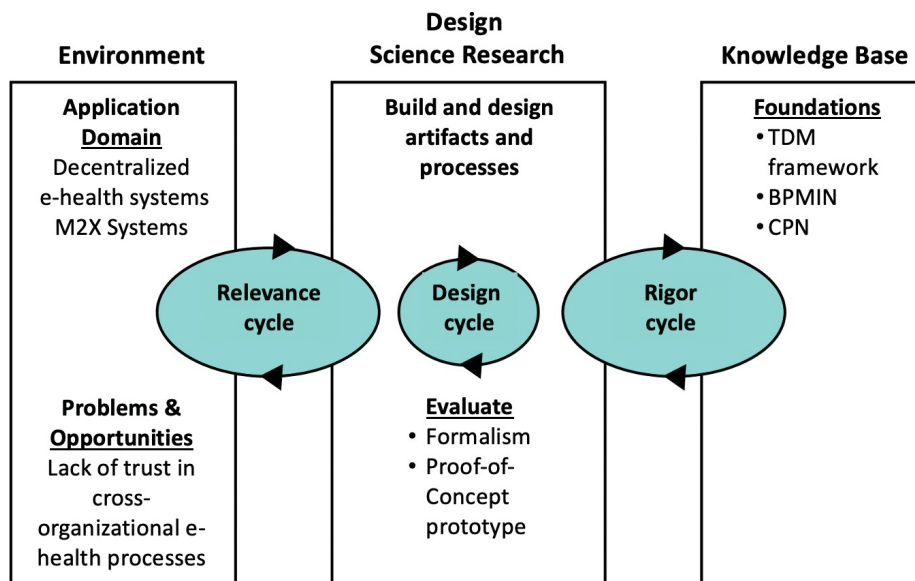 Environment
Application
Domain
Decentralized
e-health systems
M2X Systems
Problems &
Opportunities
Lack of trust in
cross-
organizational e-
health processes
Relevance
cycle
Design
Science Research
Build and design
artifacts and
processes
Design
cycle
Evaluate
• Formalism
• Proof-of-
Concept
prototype
Rigor
cycle
Knowledge Base
Foundations
• TDM
framework
• BPMIN
• CPN